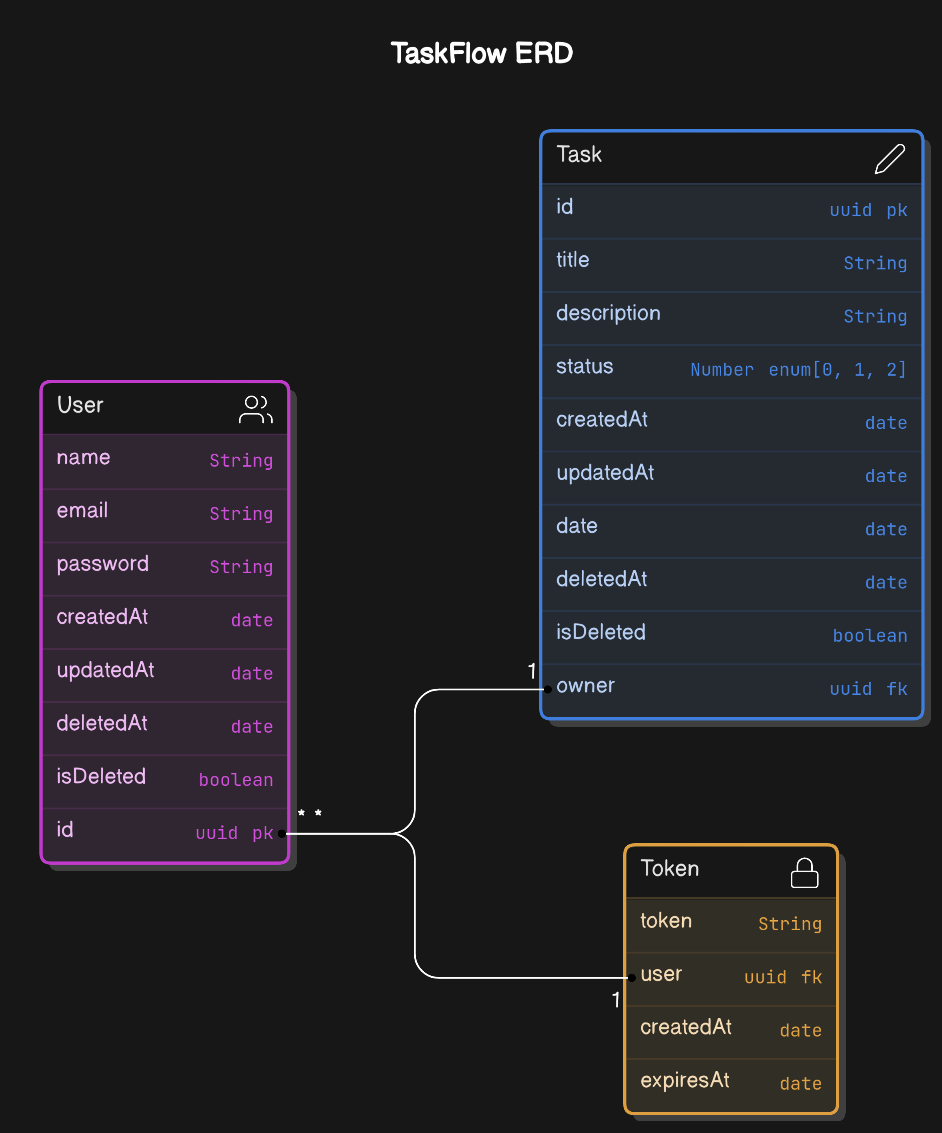 TaskFlow ERD
Task
id uuid pk
title String
description String
status Number enum[0, 1, 2]
createdAt date
updatedAt date
date date
deletedAt date
isDeleted boolean
1
owner uuid fk
User
name String
email String
password String
createdAt date
updatedAt date
deletedAt date
isDeleted boolean
* *
id uuid pk
Token
token String
user uuid fk
1
createdAt date
expiresAt date